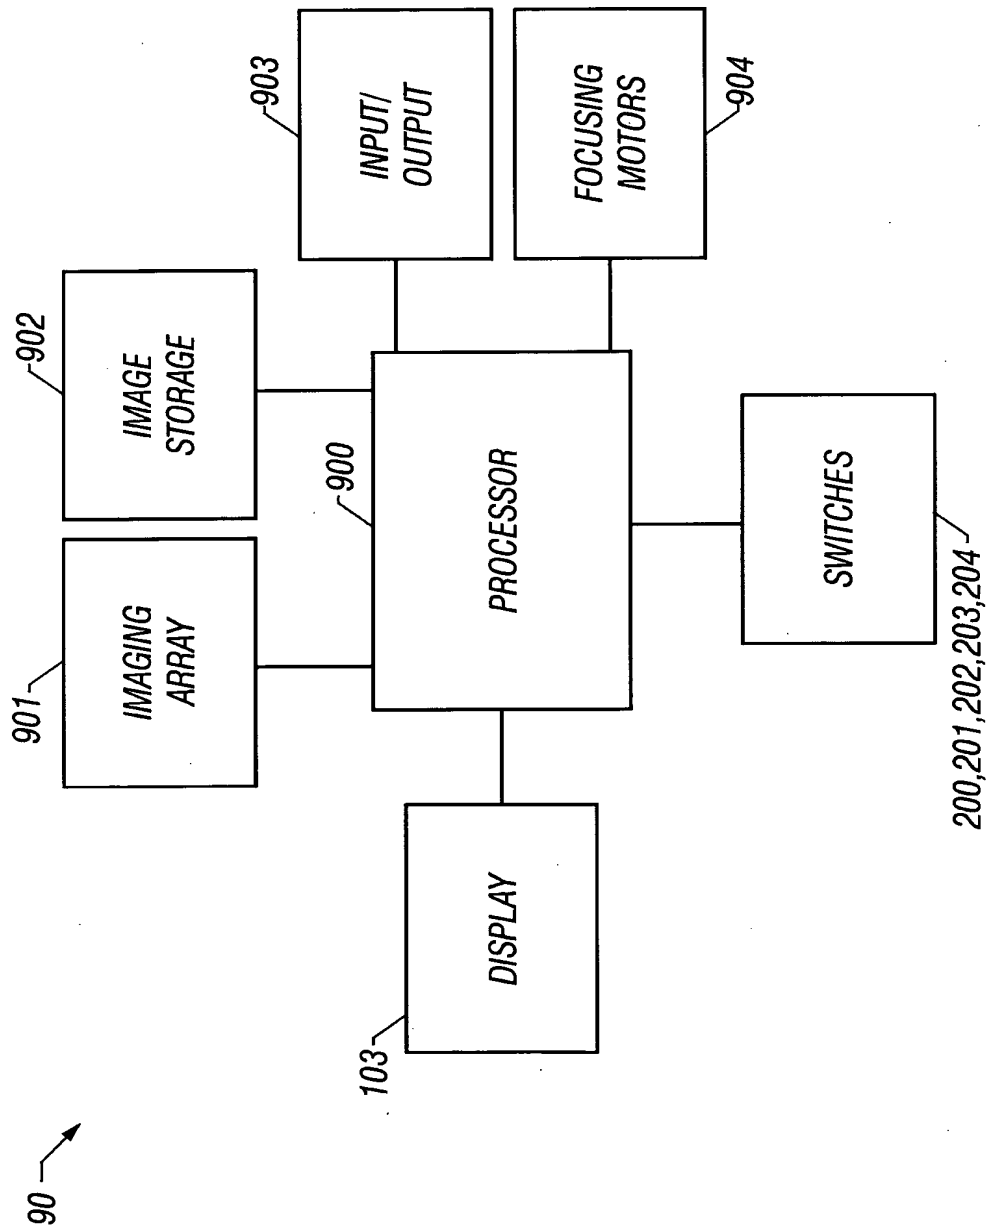 90
901
IMAGING
ARRAY
902
IMAGE
STORAGE
903
INPUT/
OUTPUT
103
DISPLAY
900
PROCESSOR
FOCUSING
MOTORS
904
SWITCHES
200,201,202,203,204